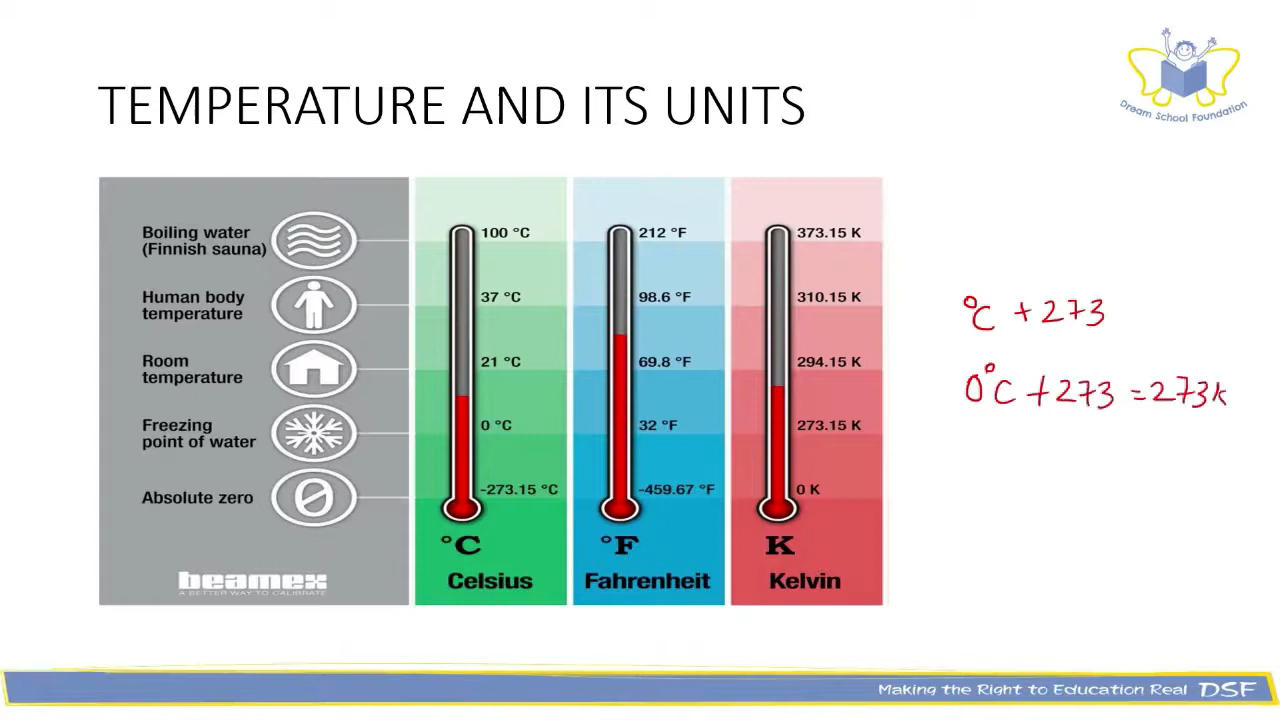 Dream School Foundation
TEMPERATURE AND ITS UNITS
Boiling water
(Finnish sauna)
100 °C
212 °F
373.15 K
Human body
temperature
37 °C
98.6 °F
310.15 K
Room
temperature
21 °C
69.8 °F
294.15 K
Freezing
point of water
0 °C
32 °F
273.15 K
Absolute zero
-273.15 °C
-459.67 °F
0 K
°C
°F
K
Celsius
Fahrenheit
Kelvin
beamex
A BETTER WAY TO CALIBRATE
°C + 273
0°C + 273 = 273k
Making the Right to Education Real DSF